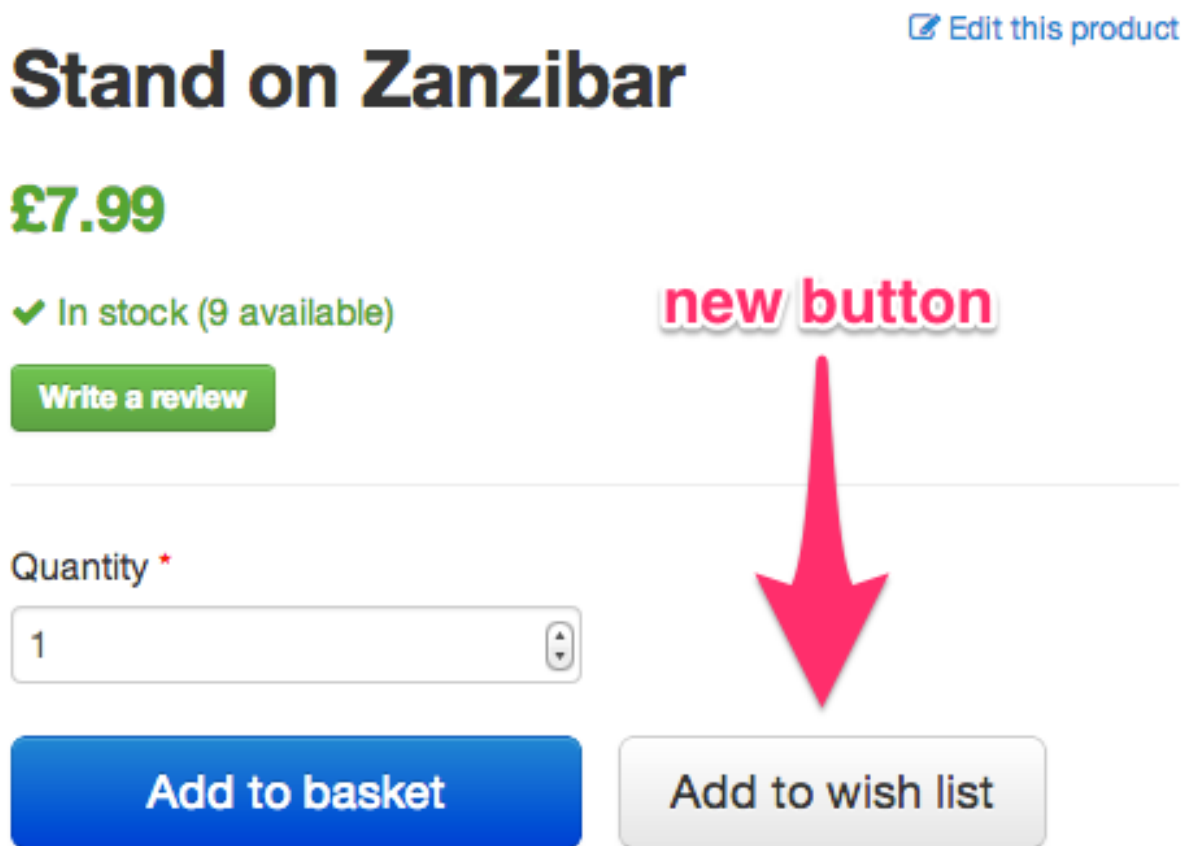 Edit this product
Stand on Zanzibar
£7.99
In stock (9 available)
new button
Write a review
Quantity *
1
Add to basket
Add to wish list